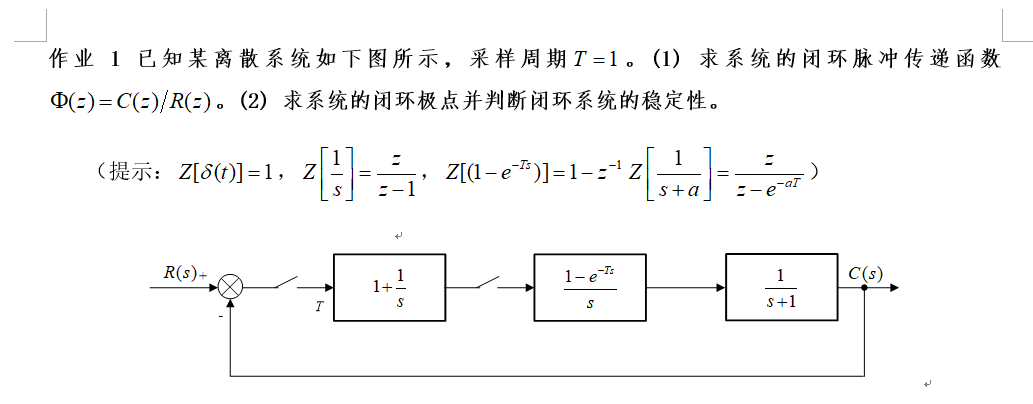 作业 1 已知某离散系统如下图所示，采样周期 T=1。(1) 求系统的闭环脉冲传递函数
Φ(z)=C(z)/R(z)。(2) 求系统的闭环极点并判断闭环系统的稳定性。
（提示：Z[δ(t)]=1，Z[1/s]=z/(z-1)，Z[(1-e^{-Ts})]=1-z^{-1} Z[1/(s+a)]=z/(z-e^{-aT})）
R(s) + - T 1+1/s (1-e^{-Ts})/s 1/(s+1) C(s)